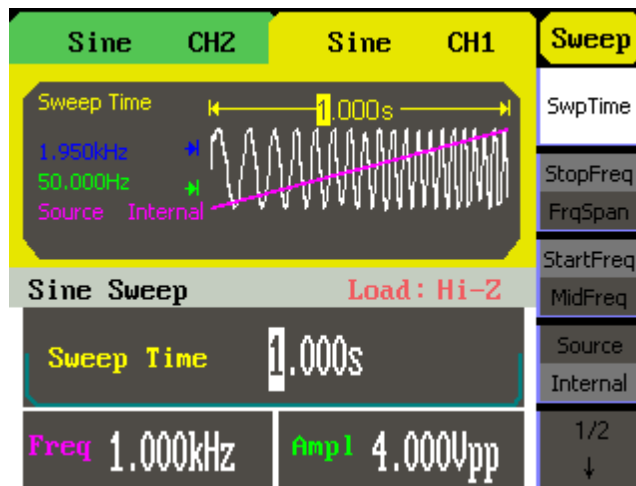 Sine CH2 Sine CH1 Sweep
Sweep Time
1.000s
1.950kHz
50.000Hz
Source Internal
SwpTime
StopFreq
FrqSpan
StartFreq
MidFreq
Source
Internal
1/2
↓
Sine Sweep Load: Hi-Z
Sweep Time 1.000s
Freq 1.000kHz Ampl 4.000Vpp